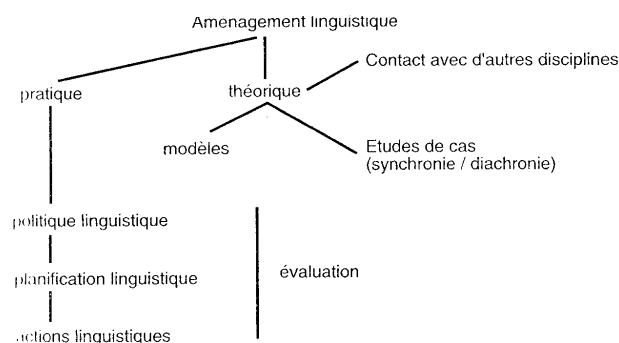 Aménagement linguistique
Contact avec d'autres disciplines
pratique
théorique
modèles
Etudes de cas
(synchronie / diachronie)
politique linguistique
planification linguistique
évaluation
actions linguistiques